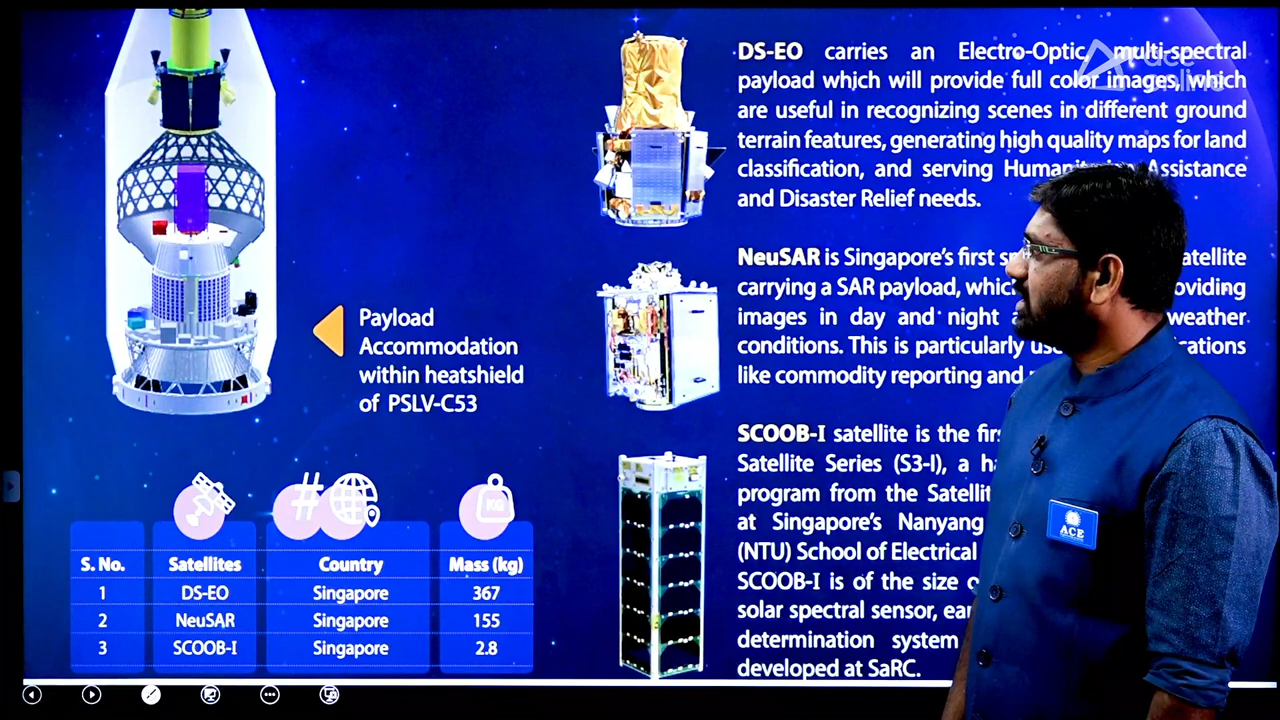 Payload
Accommodation
within heatshield
of PSLV-C53
KG
S. No. Satellites Country Mass (kg)
1 DS-EO Singapore 367
2 NeuSAR Singapore 155
3 SCOOB-I Singapore 2.8
DS-EO carries an Electro-Optic, multi-spectral
payload which will provide full color images, which
are useful in recognizing scenes in different ground
terrain features, generating high quality maps for land
classification, and serving Assistance
and Disaster Relief needs.
NeuSAR is Singapore's first
carrying a SAR payload,
images in day and night weather
conditions. This is particularly
like commodity reporting and
SCOOB-I satellite is the
Satellite Series (S3-I), a
program from the
at Singapore's Nanyang
(NTU) School of Electrical
SCOOB-I is of the size
solar spectral sensor,
determination system
developed at SaRC.
ace
online
ACE